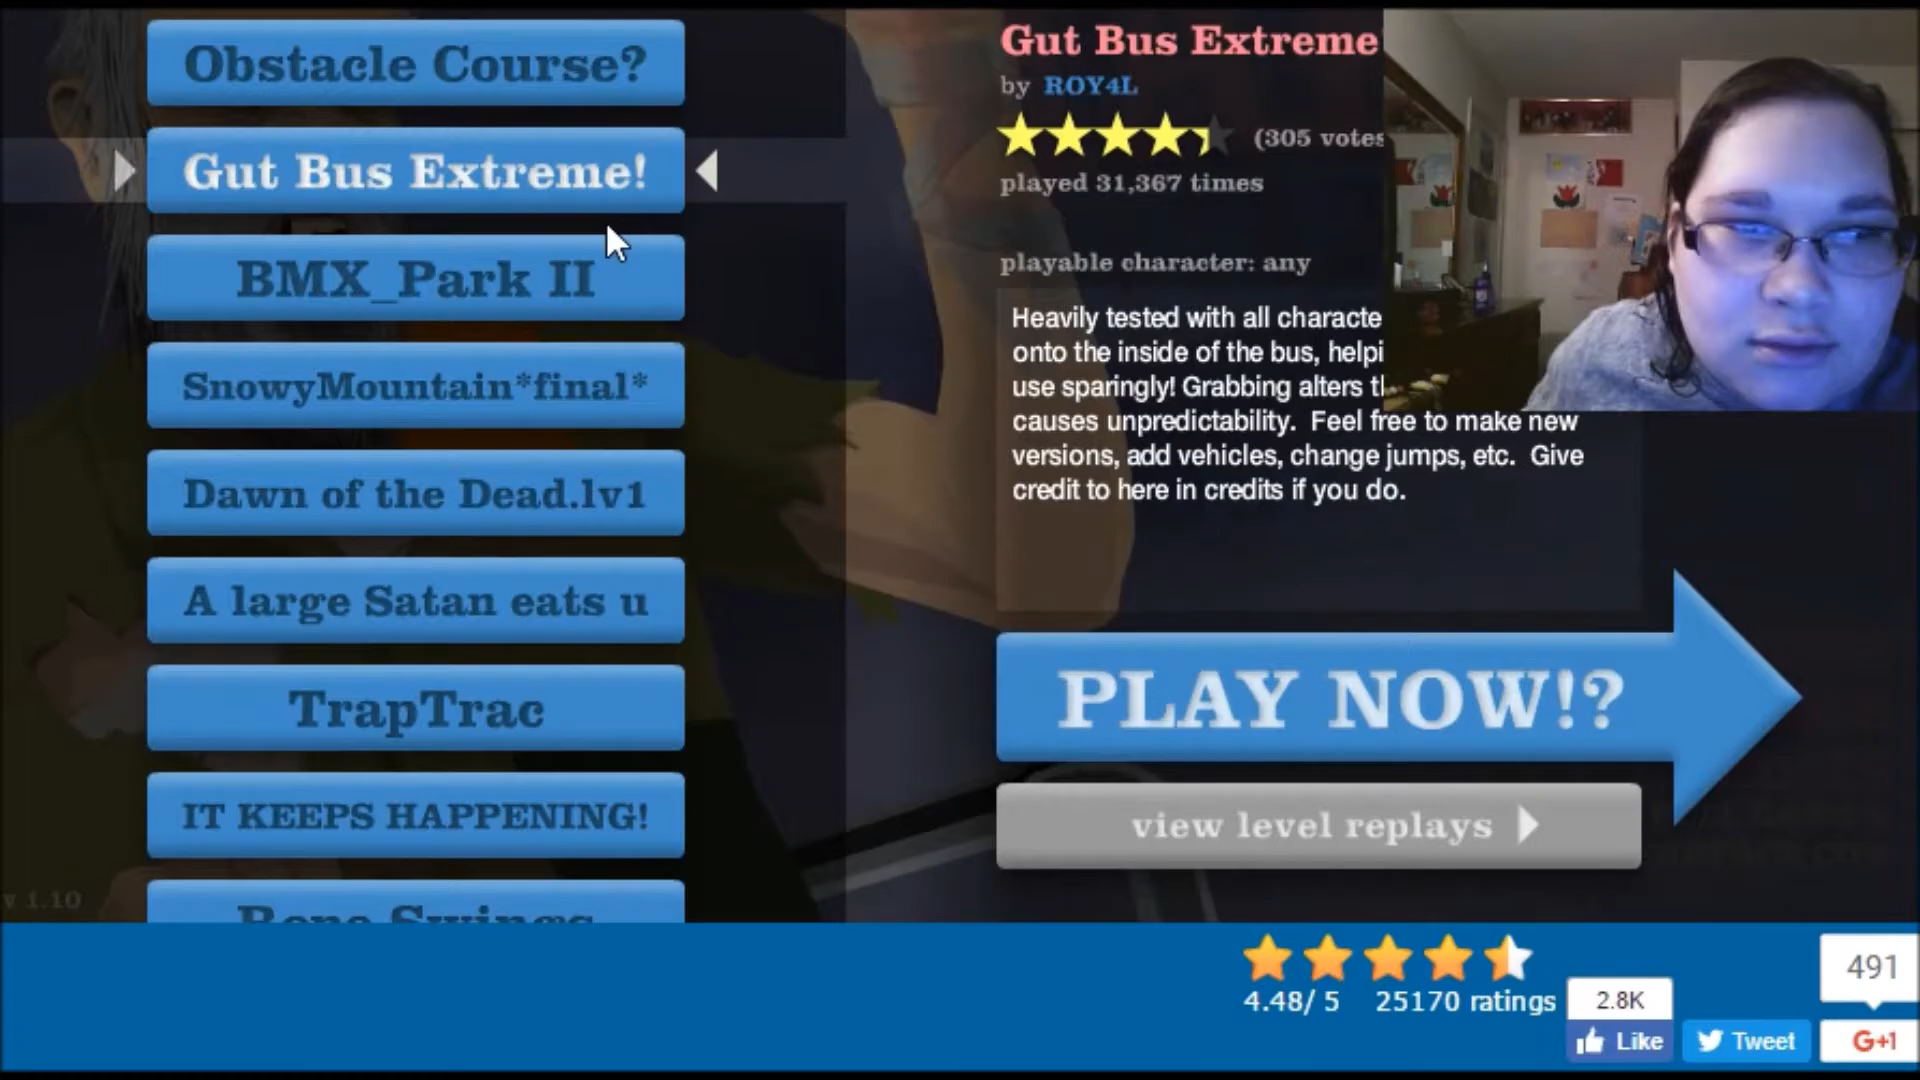 Obstacle Course?
Gut Bus Extreme!
BMX_Park II
SnowyMountain*final*
Dawn of the Dead.lv1
A large Satan eats u
TrapTrac
IT KEEPS HAPPENING!
v 1.10
Gut Bus Extreme
by ROY4L
(305 votes
played 31,367 times
playable character: any
Heavily tested with all characte
onto the inside of the bus, helpi
use sparingly! Grabbing alters
causes unpredictability. Feel free to make new
versions, add vehicles, change jumps, etc. Give
credit to here in credits if you do.
PLAY NOW!?
view level replays
4.48/ 5 25170 ratings
2.8K
Like
Tweet
491
G+1